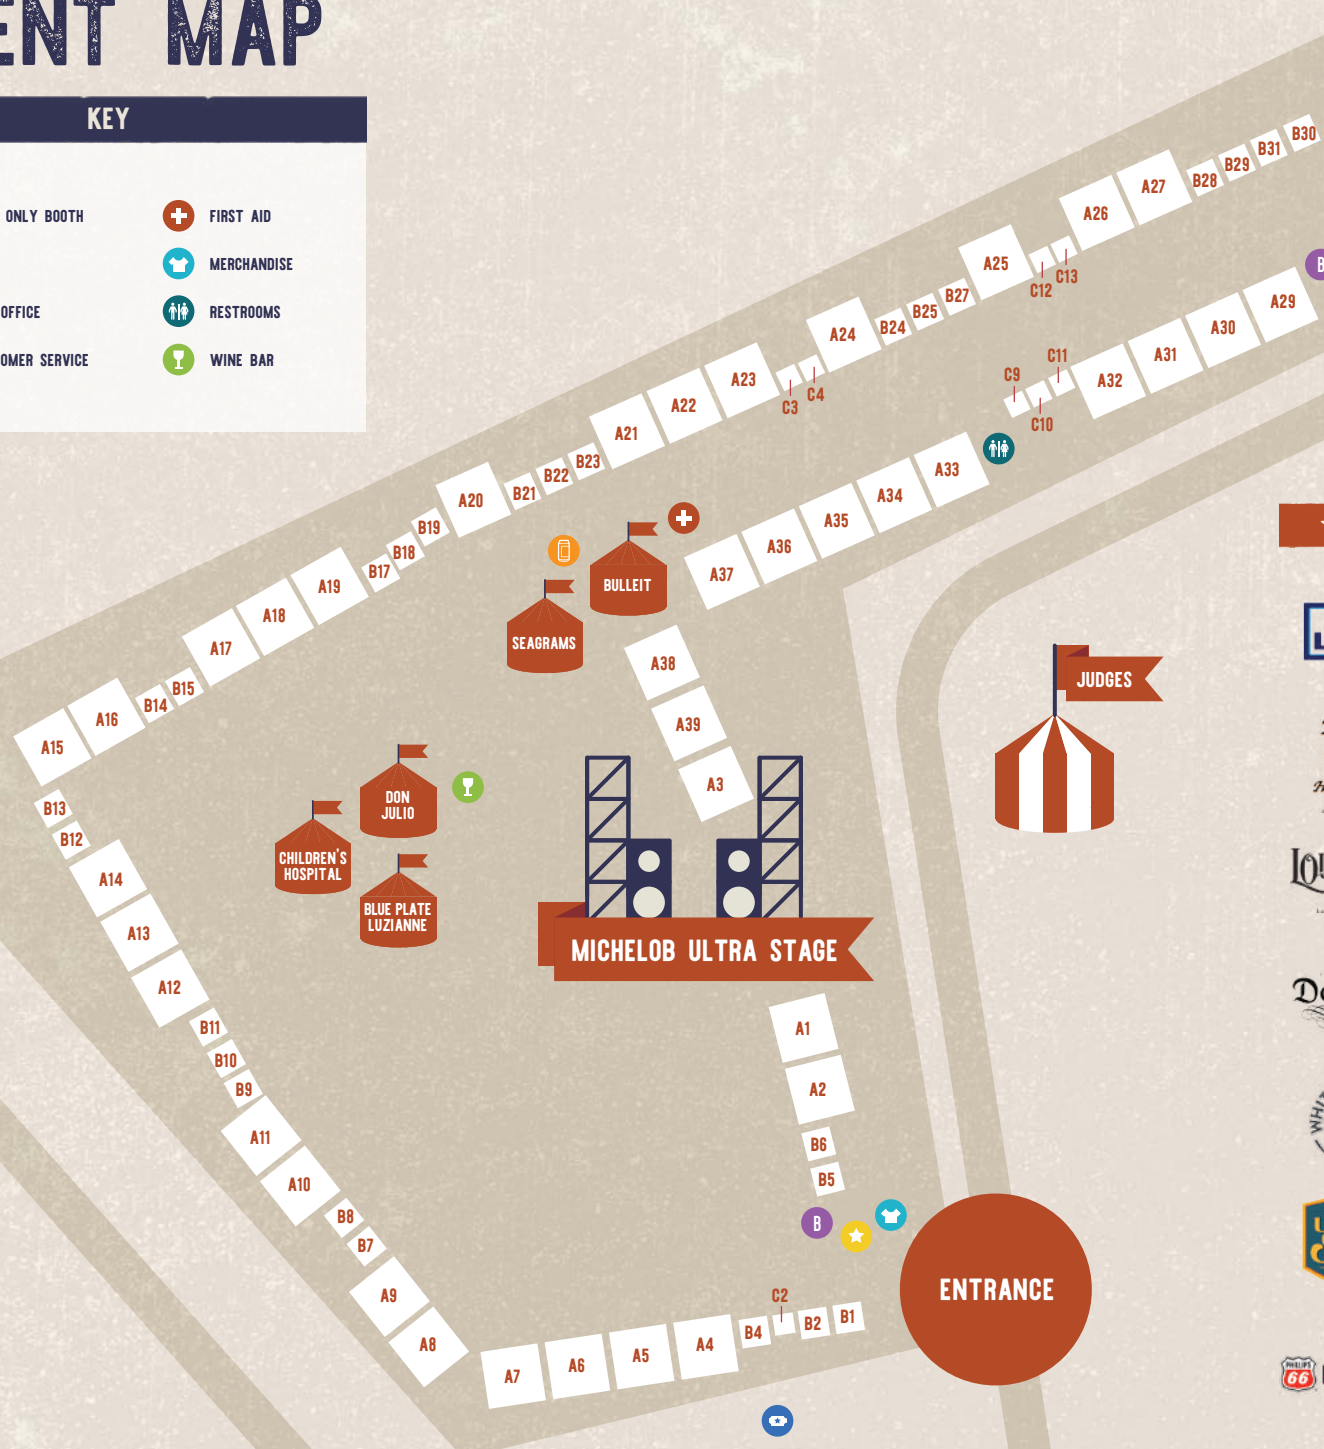 ENT MAP
KEY
ONLY BOOTH
FIRST AID
MERCHANDISE
OFFICE
RESTROOMS
OMER SERVICE
WINE BAR
B30
B31
B29
B28
A27
A26
C13
C12
A25
B27
B25
B24
A24
C4
C3
A23
A22
A21
B23
B22
B21
A20
B19
B18
B17
A19
A18
A17
B15
B14
A16
A15
B
A29
A30
A31
A32
C11
C9
C10
A33
A34
A35
A36
A37
BULLEIT
SEAGRAMS
A38
A39
A3
JUDGES
DON
JULIO
CHILDREN'S
HOSPITAL
BLUE PLATE
LUZIANNE
MICHELOB ULTRA STAGE
B13
B12
A14
A13
A12
B11
B10
B9
A11
A10
B8
B7
A9
A8
A1
A2
B6
B5
B
ENTRANCE
C2
A7
A6
A5
A4
B4
B2
B1
PHILLIPS
66
WHIT